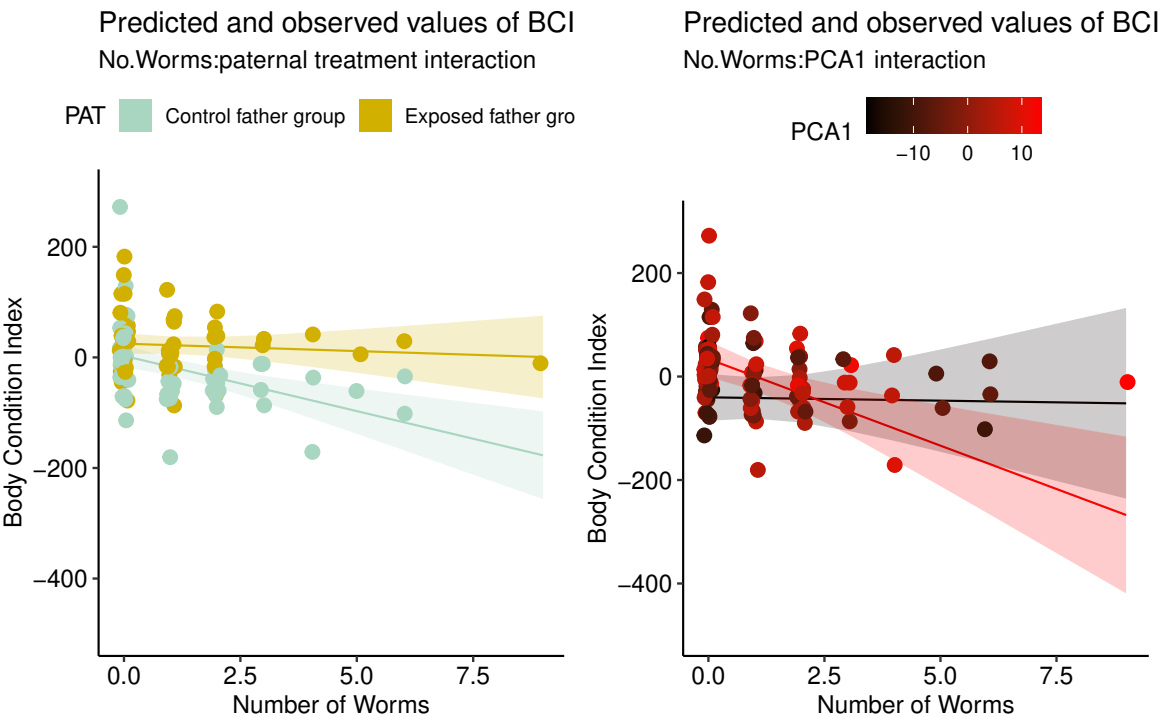 Predicted and observed values of BCI
No.Worms:paternal treatment interaction
PAT Control father group Exposed father gro
200
0
−200
−400
Body Condition Index
0.0 2.5 5.0 7.5
Number of Worms
Predicted and observed values of BCI
No.Worms:PCA1 interaction
PCA1
−10 0 10
200
0
−200
−400
Body Condition Index
0.0 2.5 5.0 7.5
Number of Worms